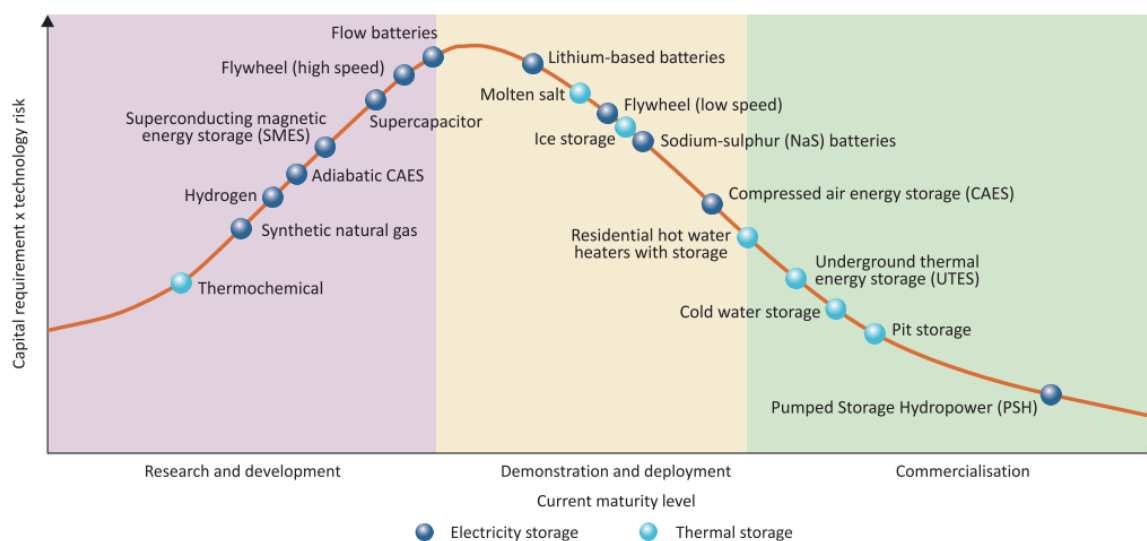 Capital requirement x technology risk
Flow batteries
Flywheel (high speed)
Supercapacitor
Superconducting magnetic
energy storage (SMES)
Adiabatic CAES
Hydrogen
Synthetic natural gas
Thermochemical
Lithium-based batteries
Molten salt
Flywheel (low speed)
Ice storage
Sodium-sulphur (NaS) batteries
Compressed air energy storage (CAES)
Residential hot water
heaters with storage
Underground thermal
energy storage (UTES)
Cold water storage
Pit storage
Pumped Storage Hydropower (PSH)
Research and development
Demonstration and deployment
Commercialisation
Current maturity level
Electricity storage
Thermal storage